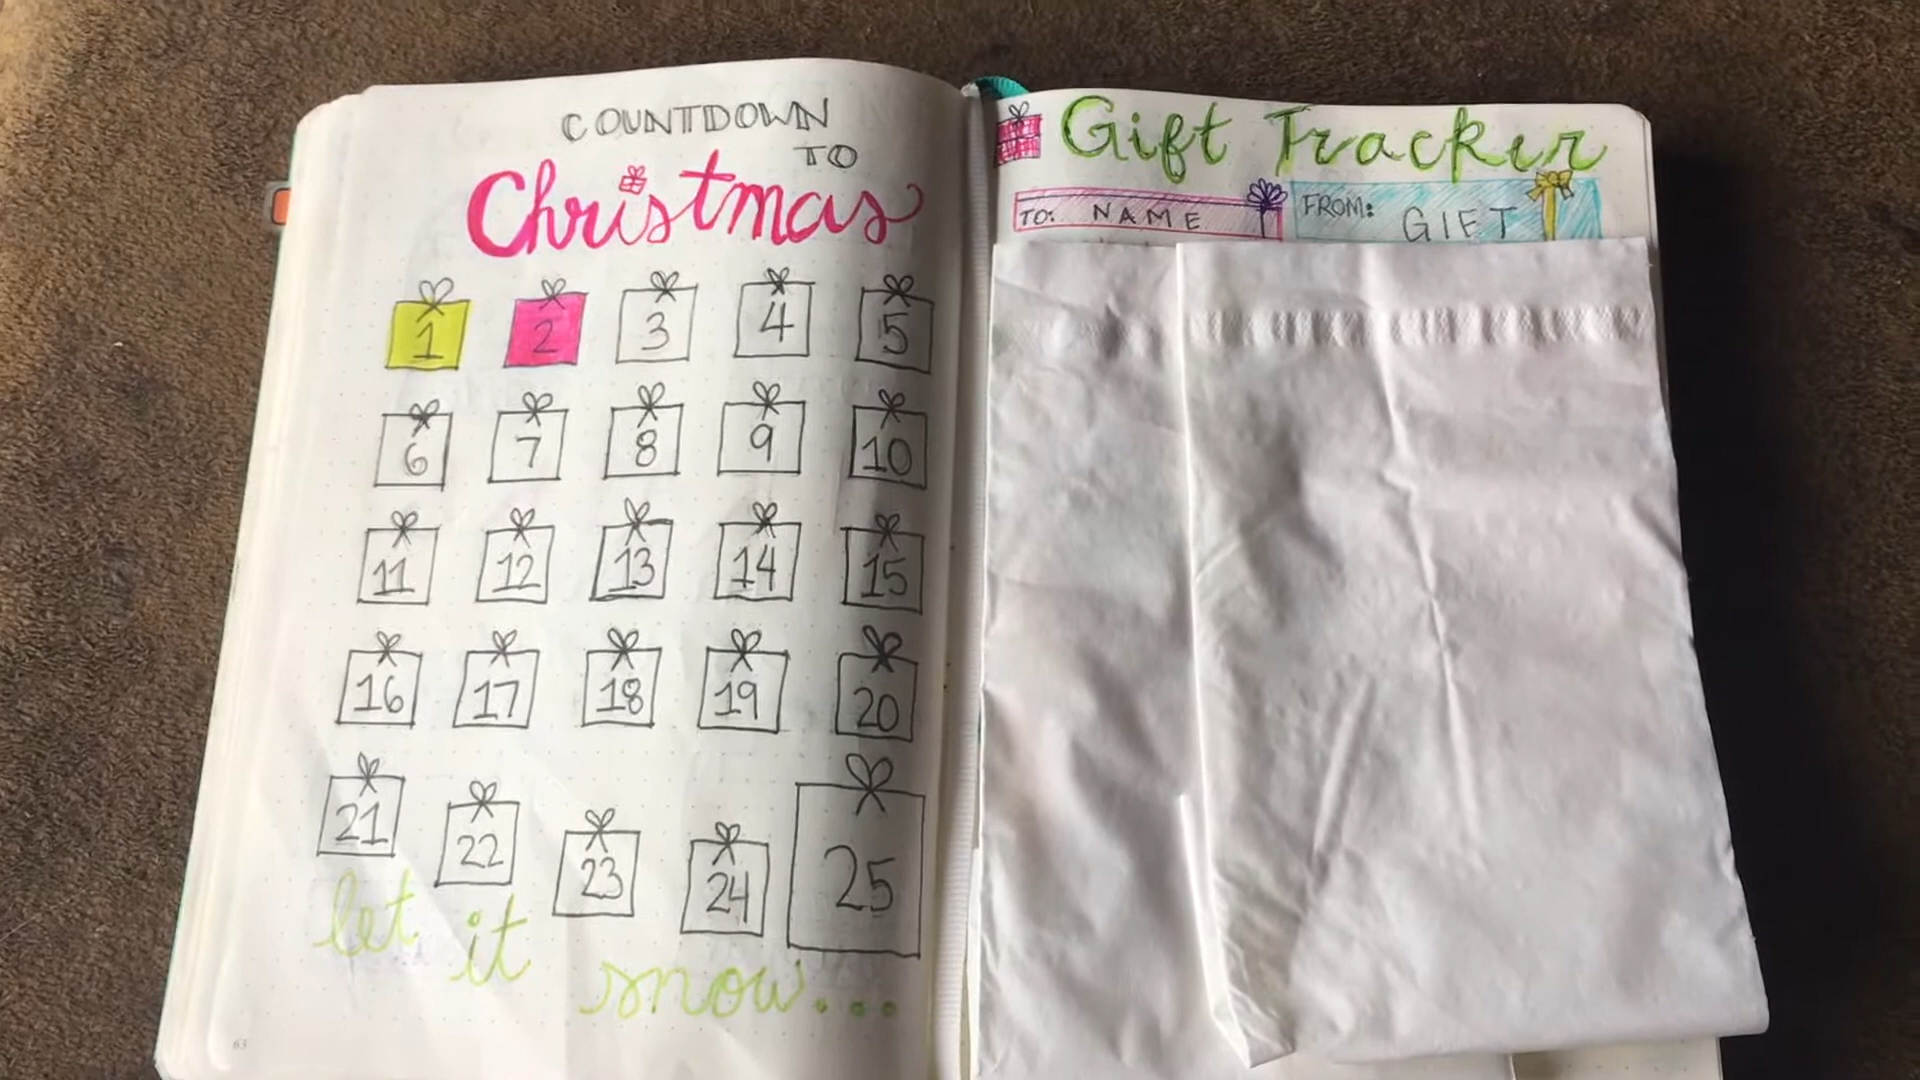 COUNTDOWN
TO
Christmas
1 2 3 4 5
6 7 8 9 10
11 12 13 14 15
16 17 18 19 20
21 22 23 24 25
let it snow...
63
Gift Tracker
TO: NAME FROM: GIFT